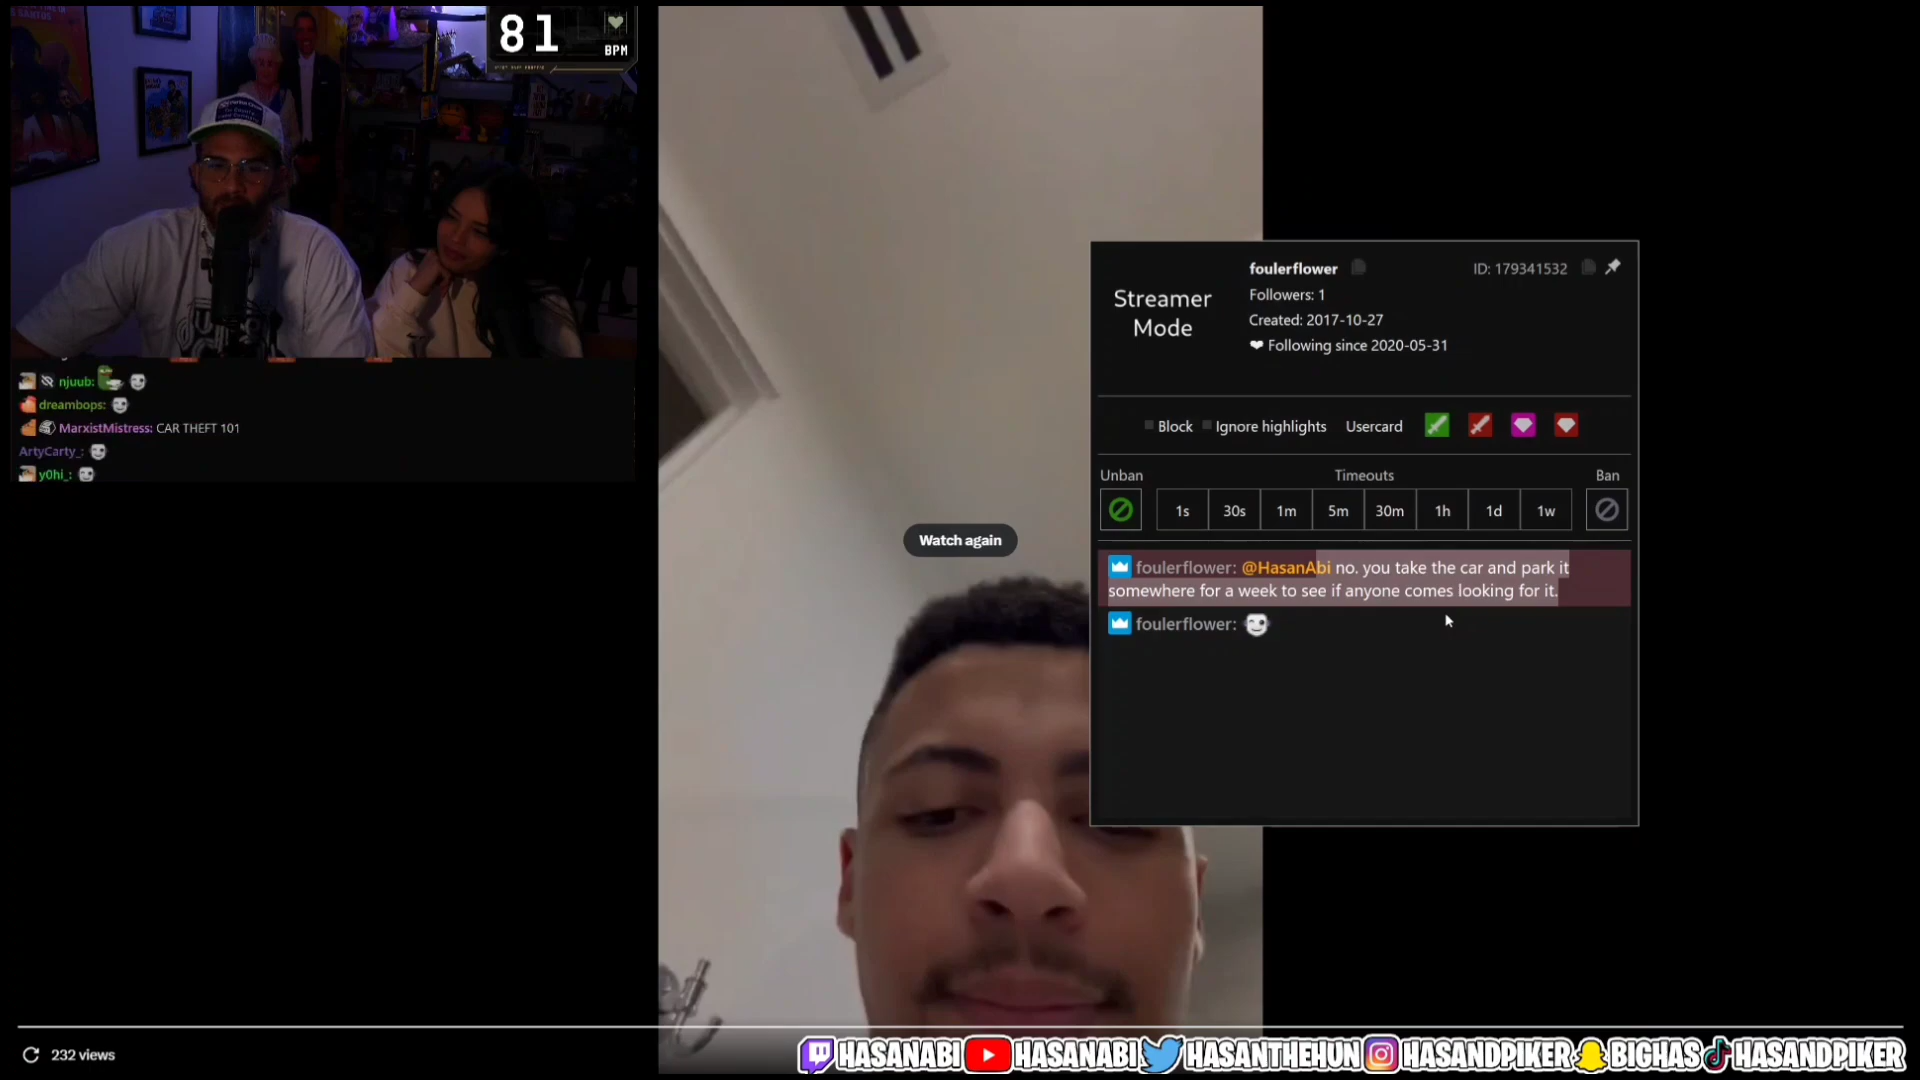 81
BPM
njuub:
dreambops:
MarxistMistress: CAR THEFT 101
ArtyCarty_:
y0hi_:
Watch again
Streamer
Mode
foulerflower
ID: 179341532
Followers: 1
Created: 2017-10-27
Following since 2020-05-31
Block Ignore highlights Usercard
Unban Timeouts Ban
1s 30s 1m 5m 30m 1h 1d 1w
foulerflower: @HasanAbi no. you take the car and park it
somewhere for a week to see if anyone comes looking for it.
foulerflower:
232 views
HASANABI HASANABI HASANTHEHUN HASANDPIKER BIGHAS HASANDPIKER